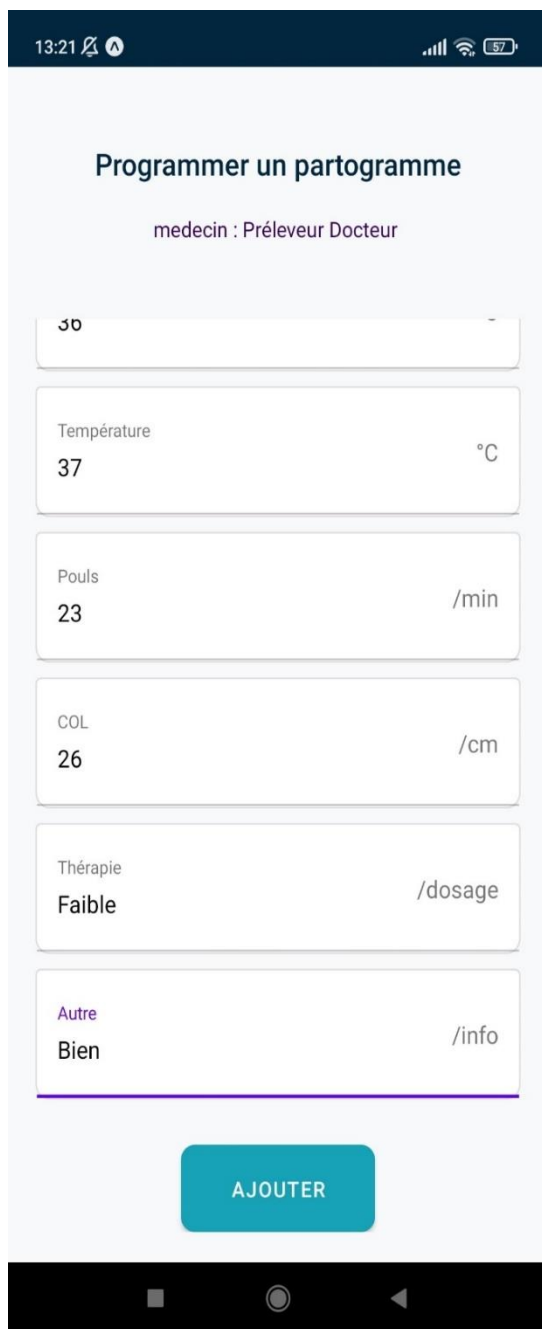 13:21
57
Programmer un partogramme
medecin : Préleveur Docteur
36
Température
37
°C
Pouls
23
/min
COL
26
/cm
Thérapie
Faible
/dosage
Autre
Bien
/info
AJOUTER